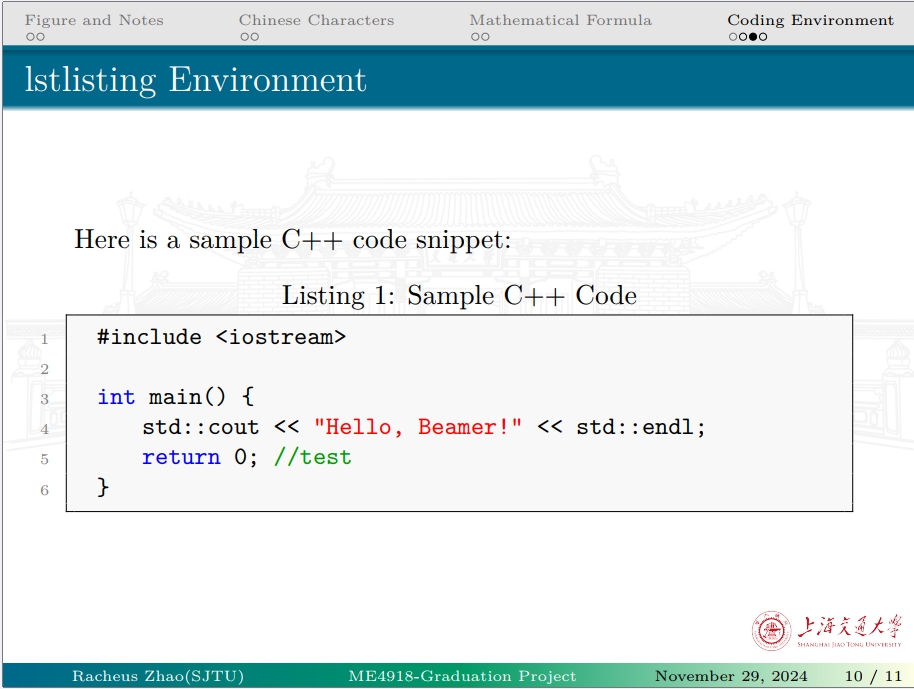 Figure and Notes Chinese Characters Mathematical Formula Coding Environment
lstlisting Environment
Here is a sample C++ code snippet:
Listing 1: Sample C++ Code
1 #include <iostream>
2
3 int main() {
4 std::cout << "Hello, Beamer!" << std::endl;
5 return 0; //test
6 }
上海交通大学
SHANGHAI JIAO TONG UNIVERSITY
Racheus Zhao(SJTU) ME4918-Graduation Project November 29, 2024 10 / 11